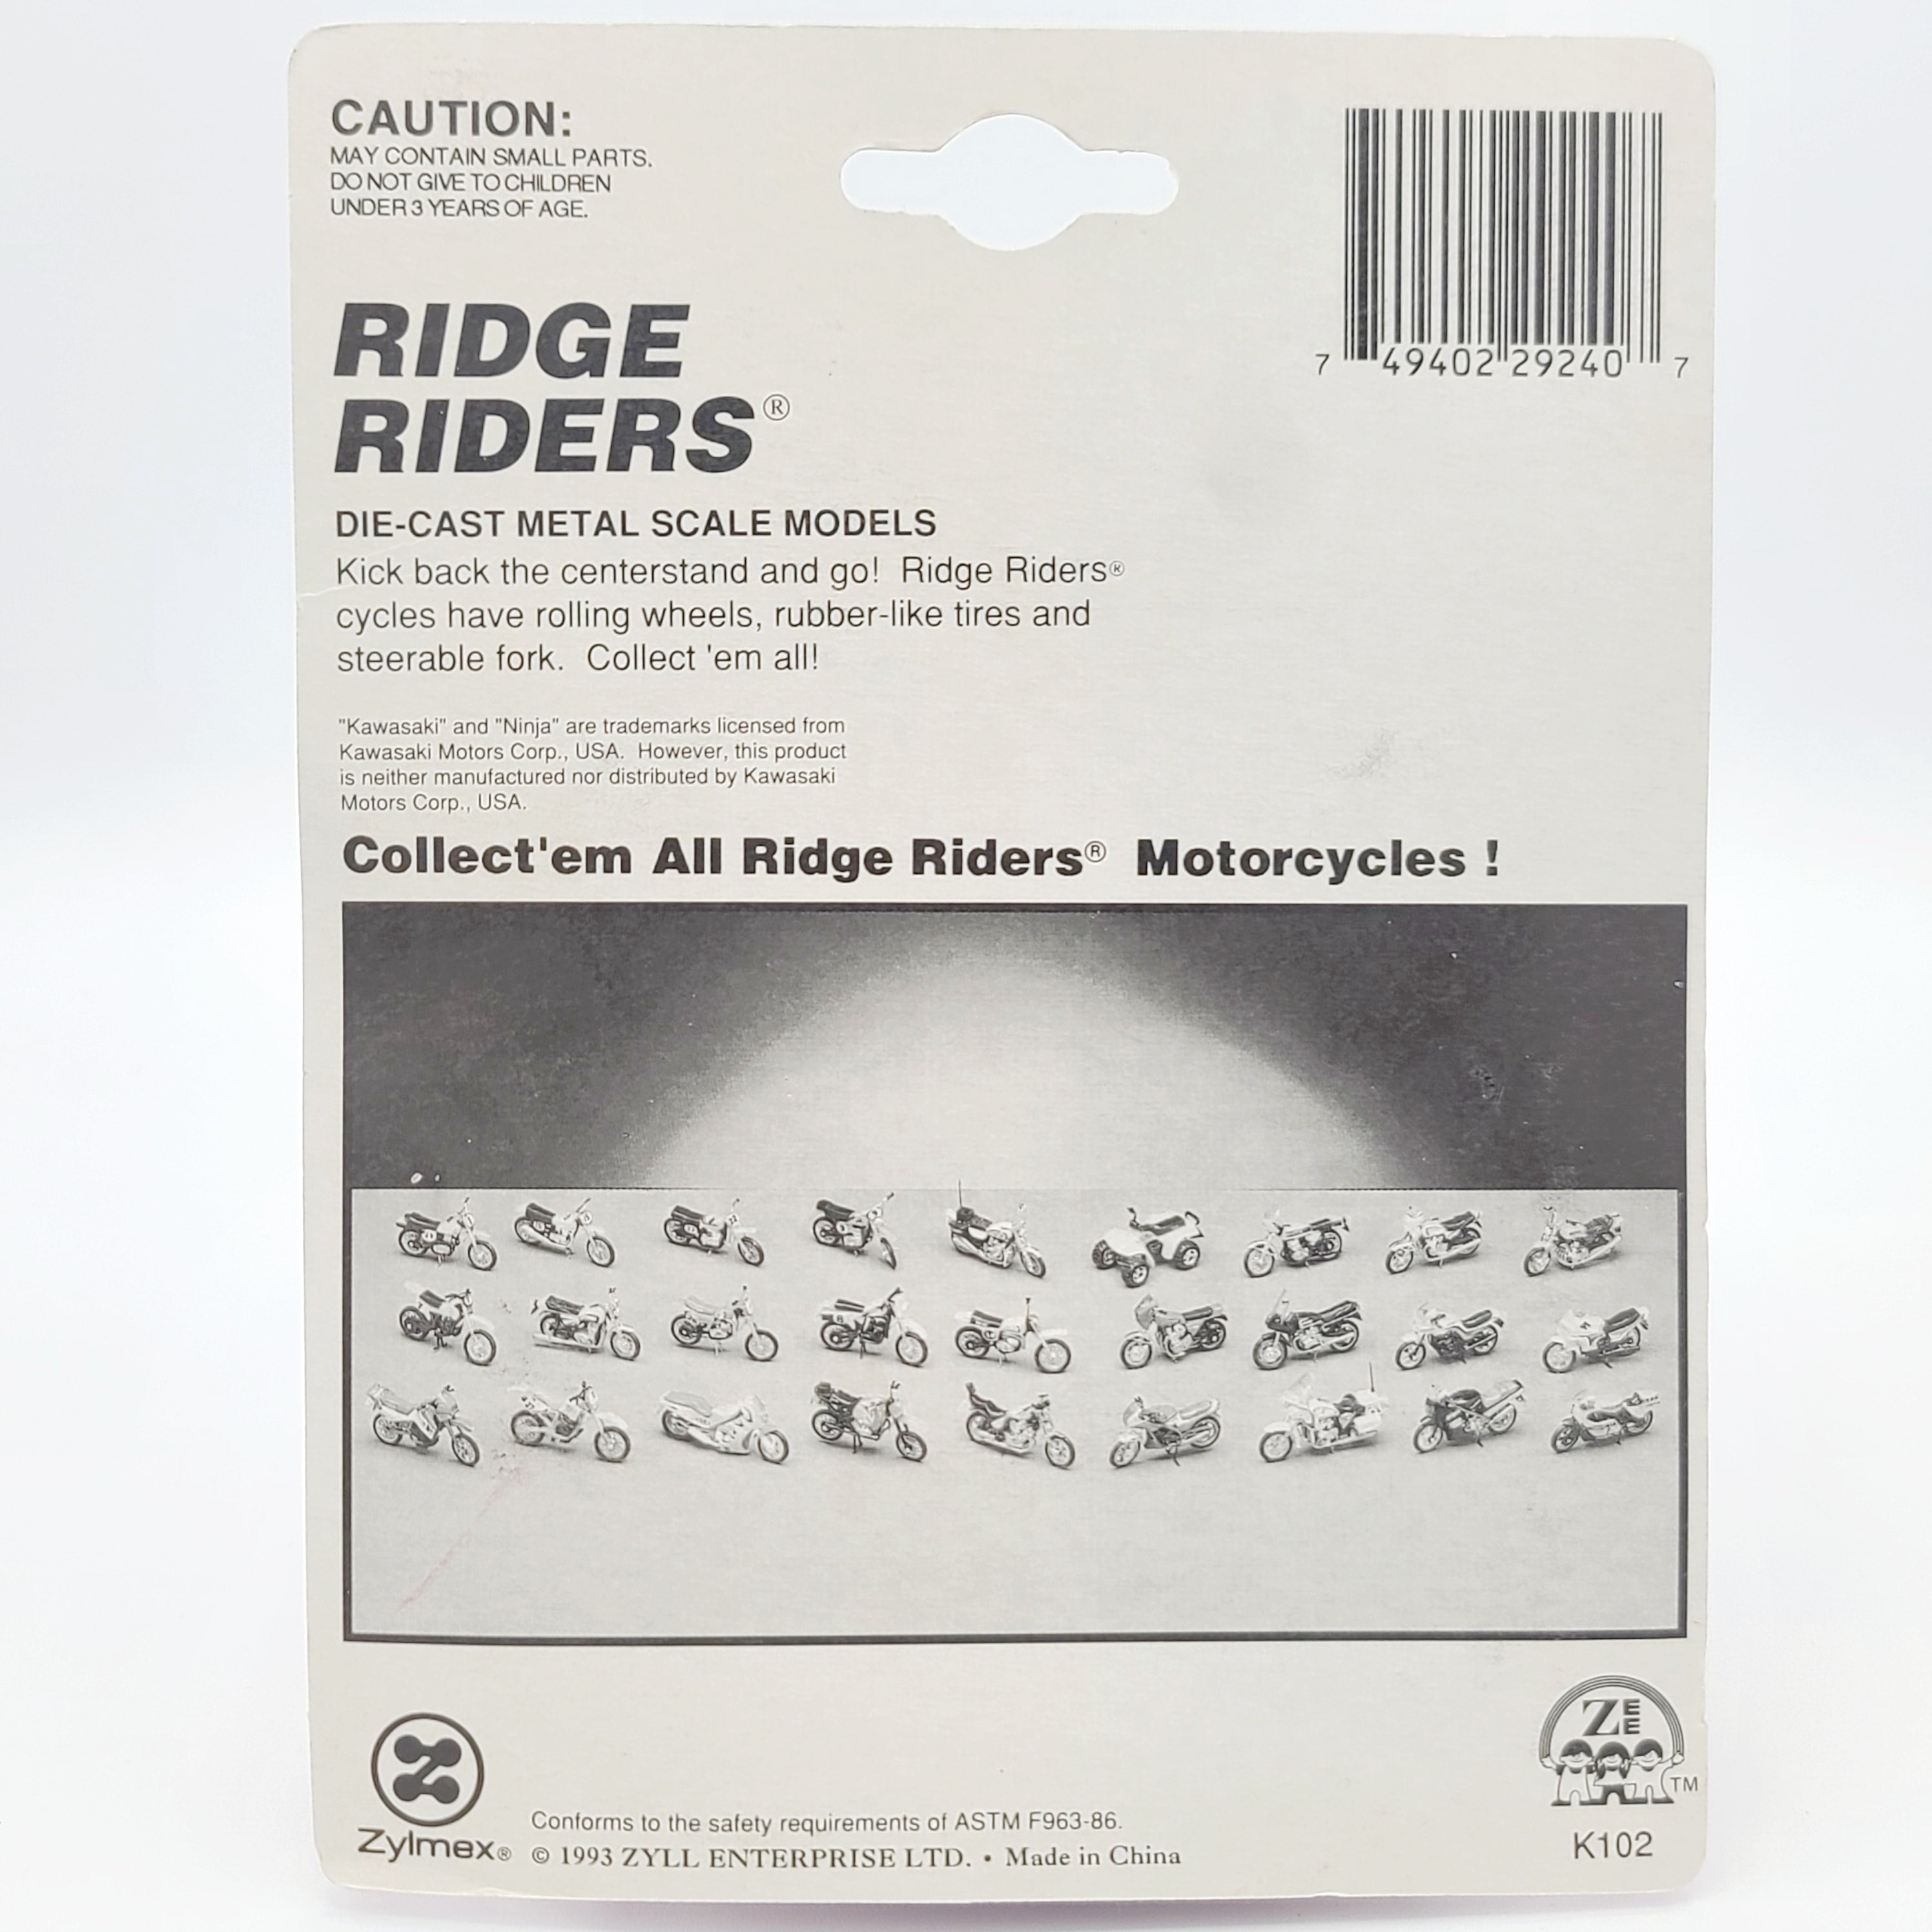 CAUTION:
MAY CONTAIN SMALL PARTS.
DO NOT GIVE TO CHILDREN
UNDER 3 YEARS OF AGE.
7 49402 29240 7
RIDGE
RIDERS®
DIE-CAST METAL SCALE MODELS
Kick back the centerstand and go! Ridge Riders®
cycles have rolling wheels, rubber-like tires and
steerable fork. Collect 'em all!
"Kawasaki" and "Ninja" are trademarks licensed from
Kawasaki Motors Corp., USA. However, this product
is neither manufactured nor distributed by Kawasaki
Motors Corp., USA.
Collect'em All Ridge Riders® Motorcycles !
Z
Zylmex®
Conforms to the safety requirements of ASTM F963-86.
© 1993 ZYLL ENTERPRISE LTD. • Made in China
ZEE
TM
K102